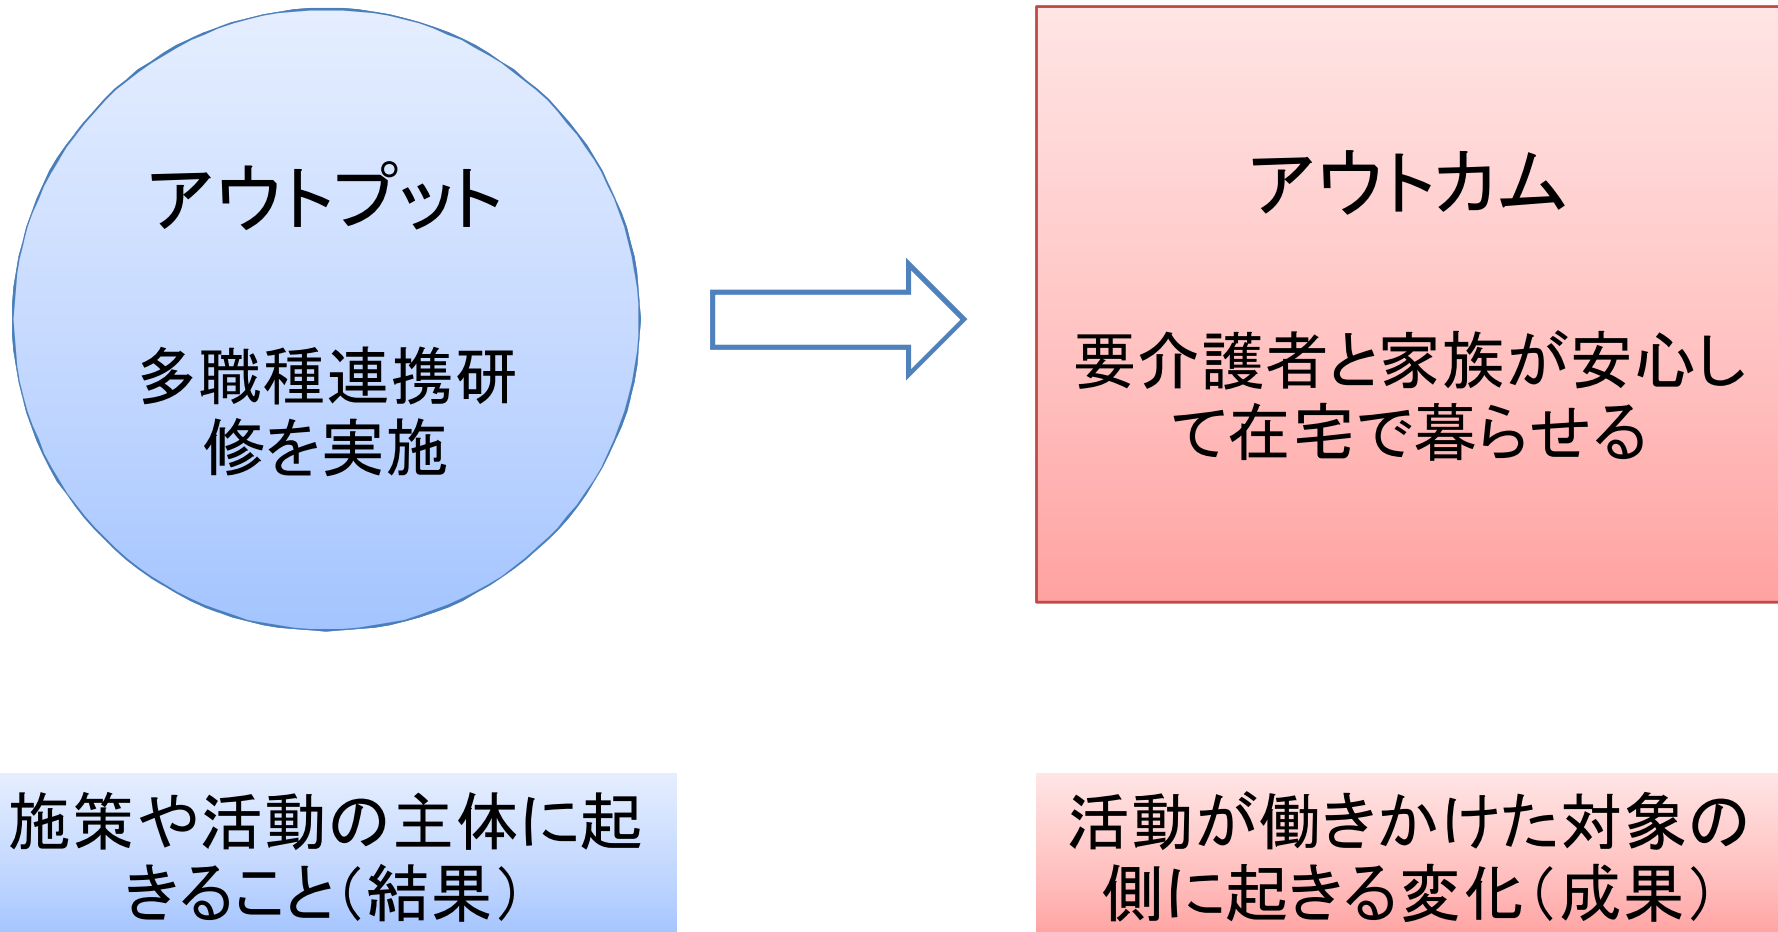 アウトプット
多職種連携研
修を実施
アウトカム
要介護者と家族が安心し
て在宅で暮らせる
施策や活動の主体に起
きること（結果）
活動が働きかけた対象の
側に起きる変化（成果）